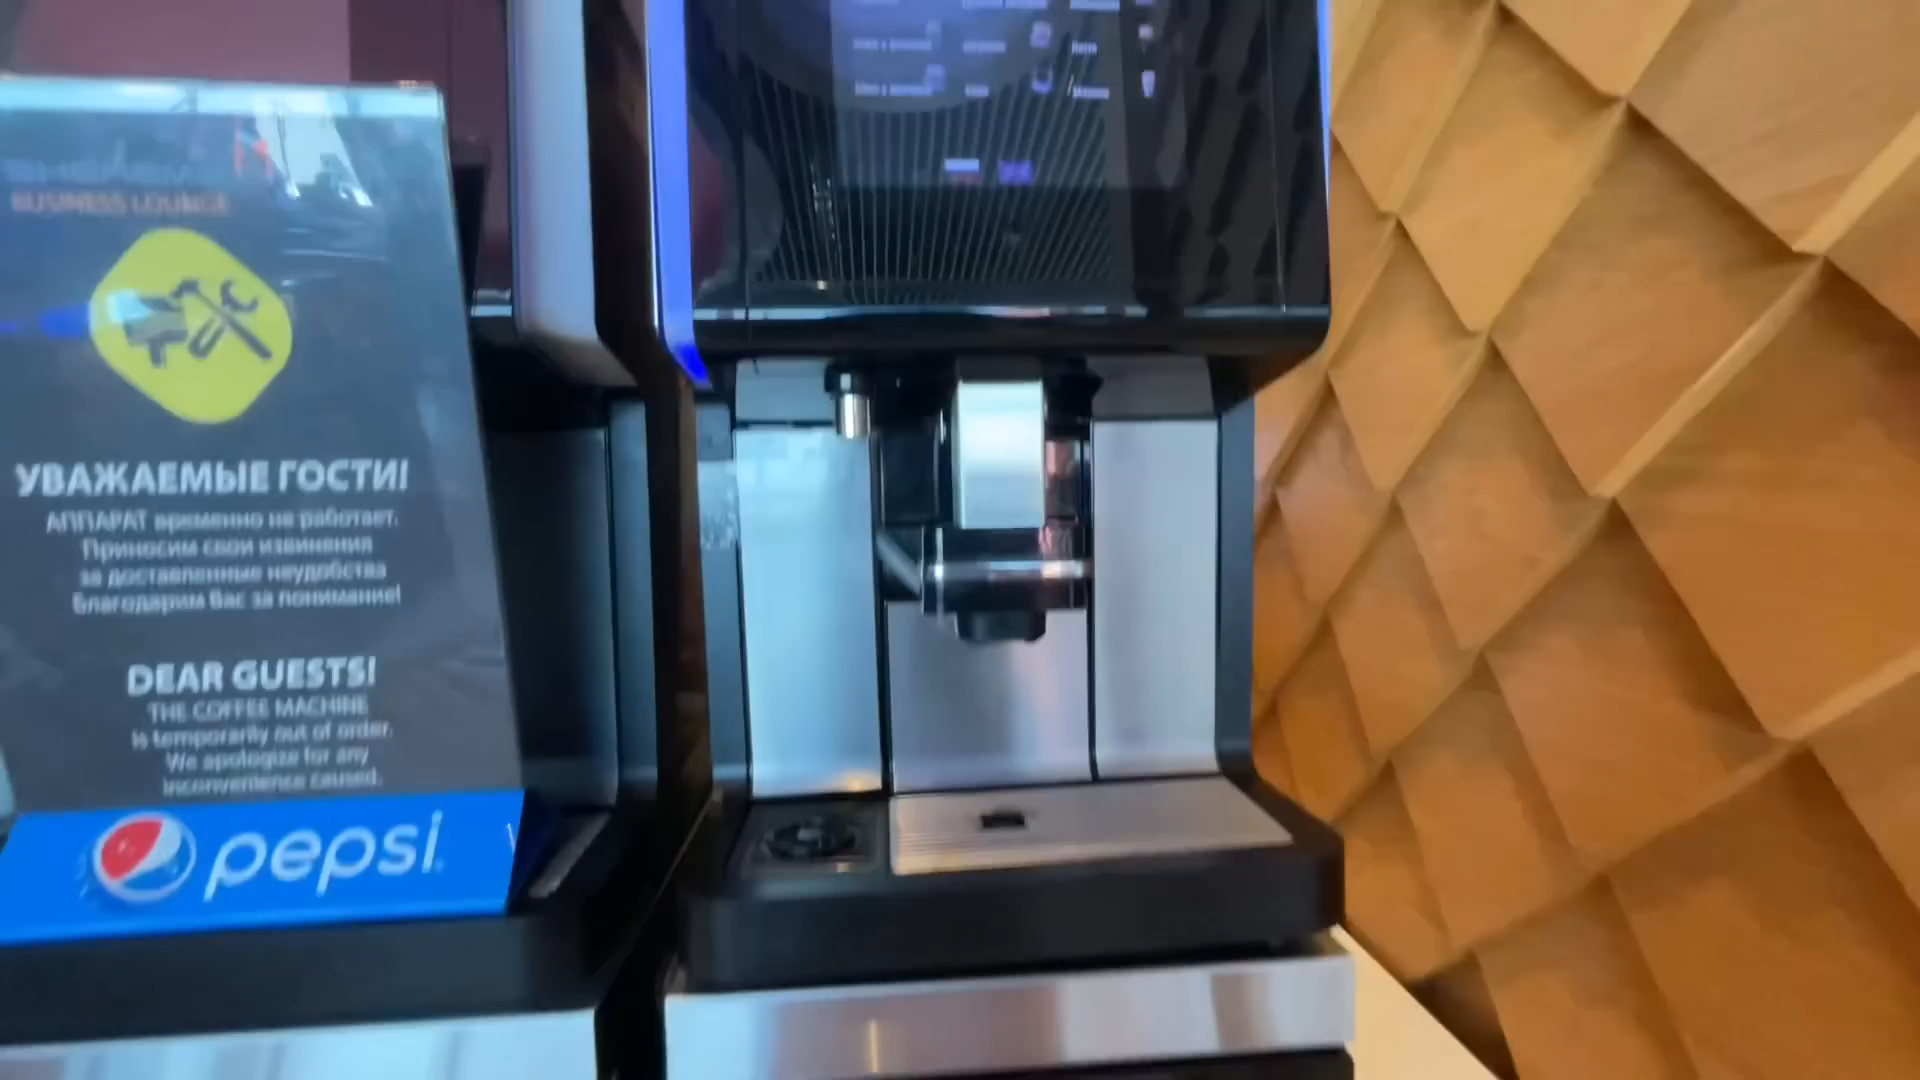 BUSINESS LOUNGE
УВАЖАЕМЫЕ ГОСТИ!
АППАРАТ временно не работает.
Приносим свои извинения
за доставленные неудобства
Благодарим Вас за понимание!
DEAR GUESTS!
THE COFFEE MACHINE
is temporarily out of order.
We apologize for any
inconvenience caused.
pepsi